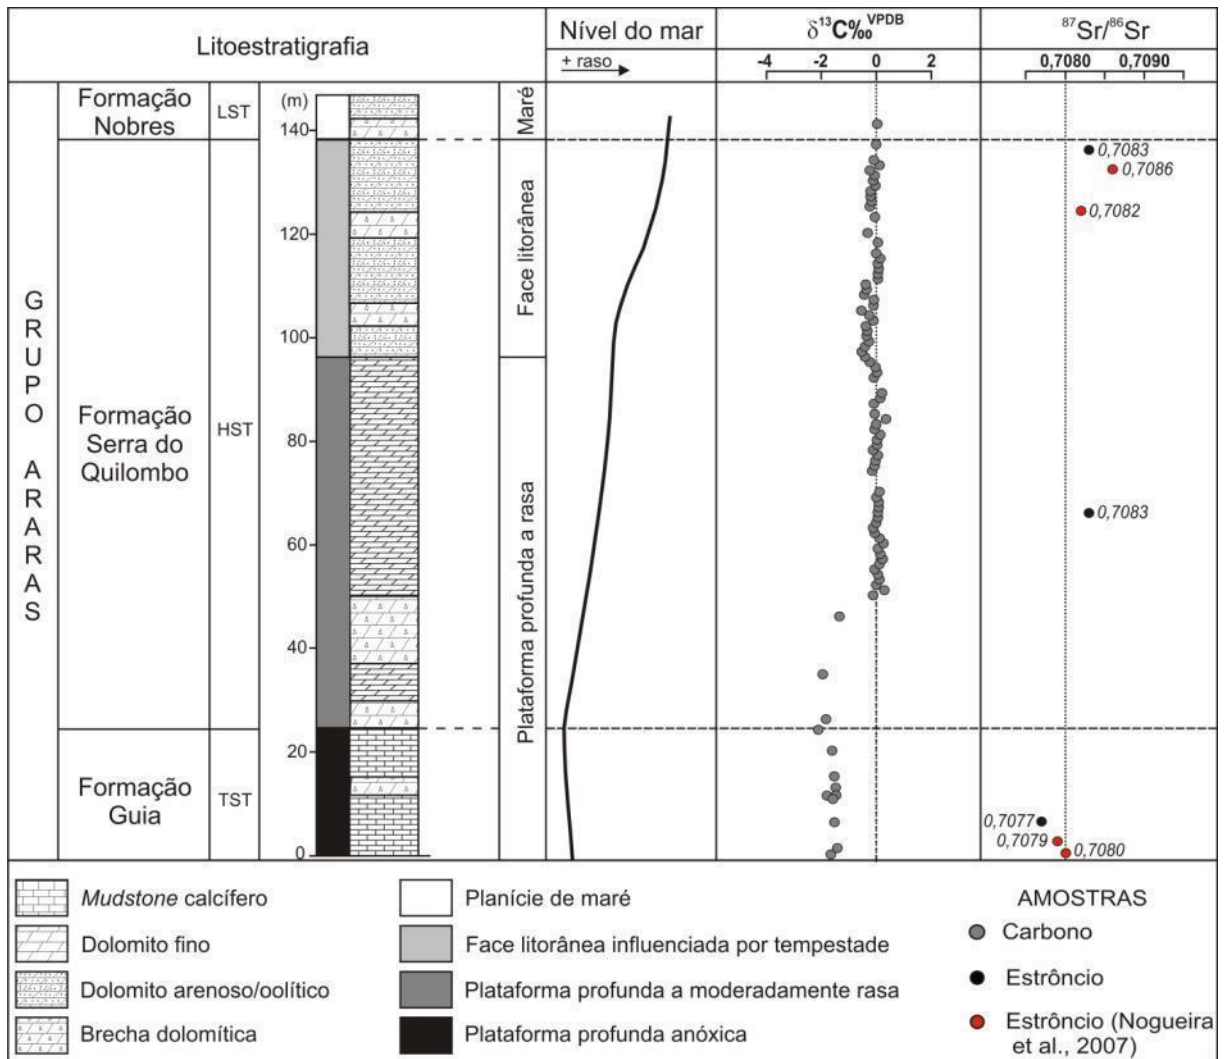 Litoestratigrafia
Nível do mar
+ raso
δ¹³C‰ VPDB
-4 -2 0 2
⁸⁷Sr/⁸⁶Sr
0,7080 0,7090
GRUPO ARARAS
Formação
Nobres
LST
Formação
Serra do
Quilombo
HST
Formação
Guia
TST
(m)
140
120
100
80
60
40
20
0
Maré
Face litorânea
Plataforma profunda a rasa
0,7083
0,7086
0,7082
0,7083
0,7077
0,7079
0,7080
Mudstone calcífero
Dolomito fino
Dolomito arenoso/oolítico
Brecha dolomítica
Planície de maré
Face litorânea influenciada por tempestade
Plataforma profunda a moderadamente rasa
Plataforma profunda anóxica
AMOSTRAS
Carbono
Estrôncio
Estrôncio (Nogueira
et al., 2007)